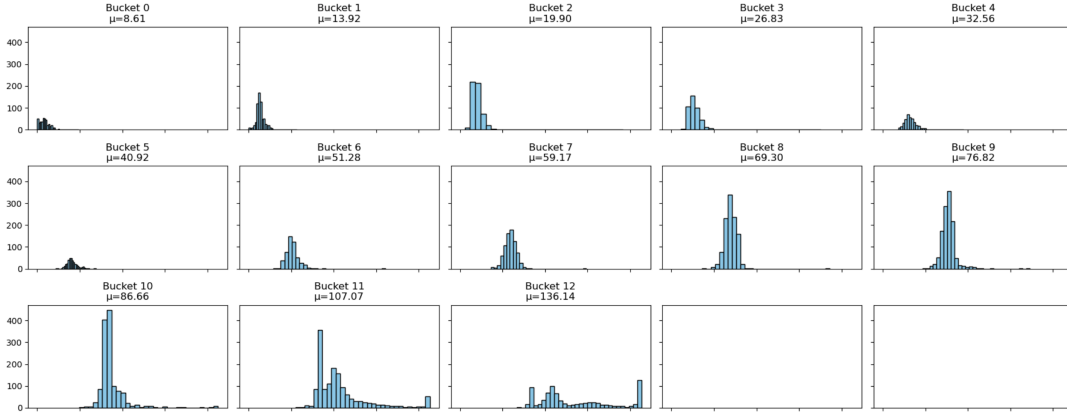 Bucket 0
μ=8.61
Bucket 1
μ=13.92
Bucket 2
μ=19.90
Bucket 3
μ=26.83
Bucket 4
μ=32.56
400
300
200
100
0
Bucket 5
μ=40.92
Bucket 6
μ=51.28
Bucket 7
μ=59.17
Bucket 8
μ=69.30
Bucket 9
μ=76.82
400
300
200
100
0
Bucket 10
μ=86.66
Bucket 11
μ=107.07
Bucket 12
μ=136.14
400
300
200
100
0